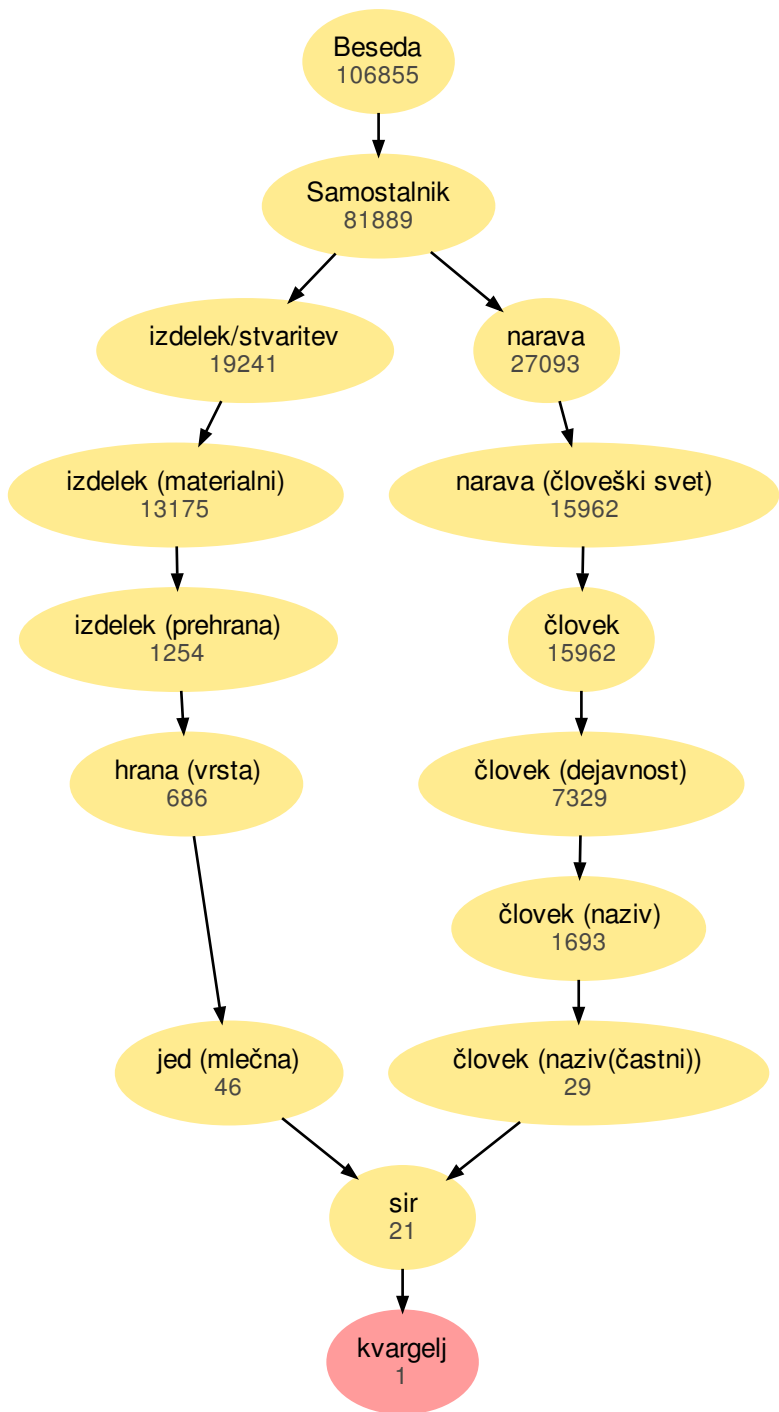 Beseda
106855
Samostalnik
81889
izdelek/stvaritev
19241
narava
27093
izdelek (materialni)
13175
narava (človeški svet)
15962
izdelek (prehrana)
1254
človek
15962
hrana (vrsta)
686
človek (dejavnost)
7329
človek (naziv)
1693
jed (mlečna)
46
človek (naziv(častni))
29
sir
21
kvargelj
1